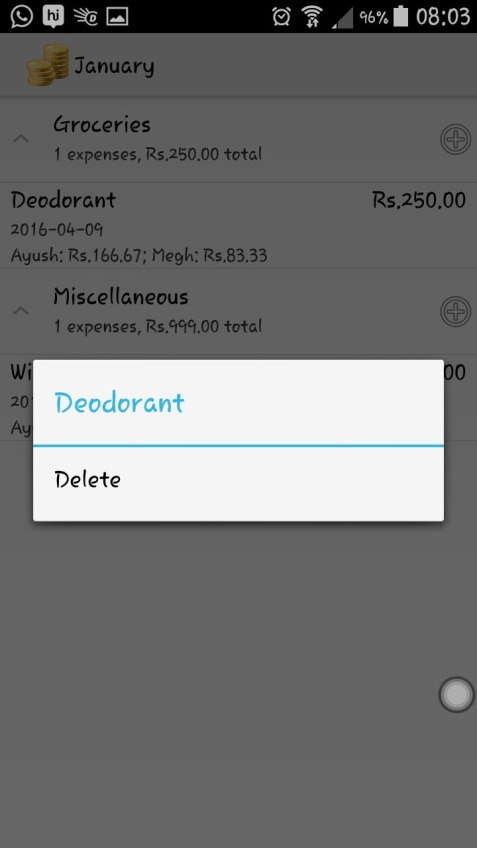 hi
96%
08:03
January
Groceries
1 expenses, Rs.250.00 total
Deodorant
Rs.250.00
2016-04-09
Ayush: Rs.166.67; Megh: Rs.83.33
Miscellaneous
1 expenses, Rs.999.00 total
Deodorant
Delete